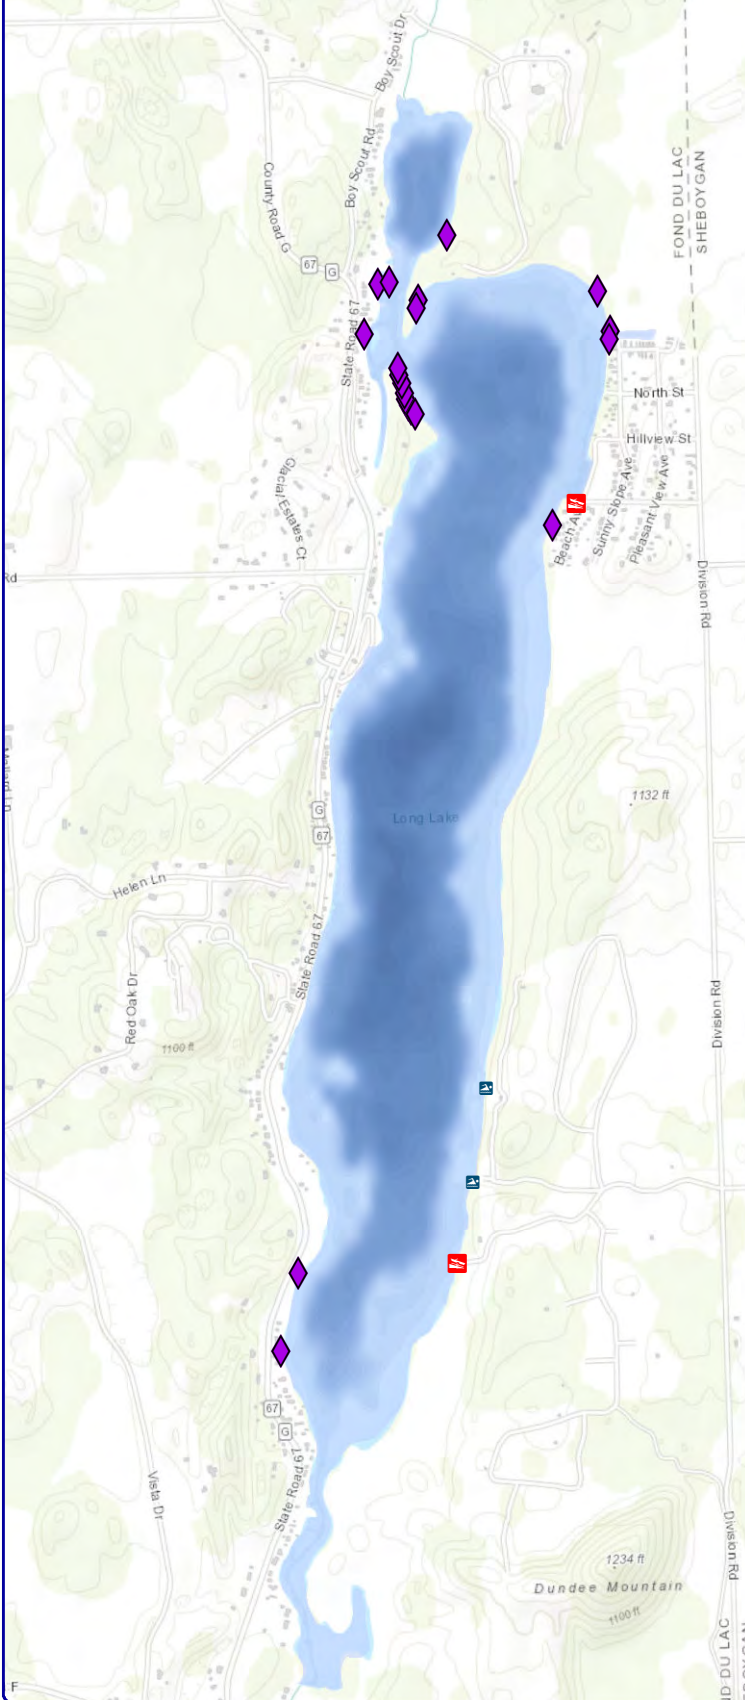 Boy Scout Dr
Boy Scout Rd
County Road G
FOND DU LAC
SHEBOYGAN
67
G
State Road 67
North St
Hillview St
Glacial Estates Ct
Sunny Slope Ave
Pleasant View Ave
Beach A
Rd
Division Rd
1132 ft
G
Long Lake
67
Helen Ln
State Road 67
Red Oak Dr
Division Rd
1100 ft
67
G
State Road 67
Vista Dr
Division Rd
1234 ft
Dundee Mountain
1100 ft
ND DU LAC
BOYGAN
F